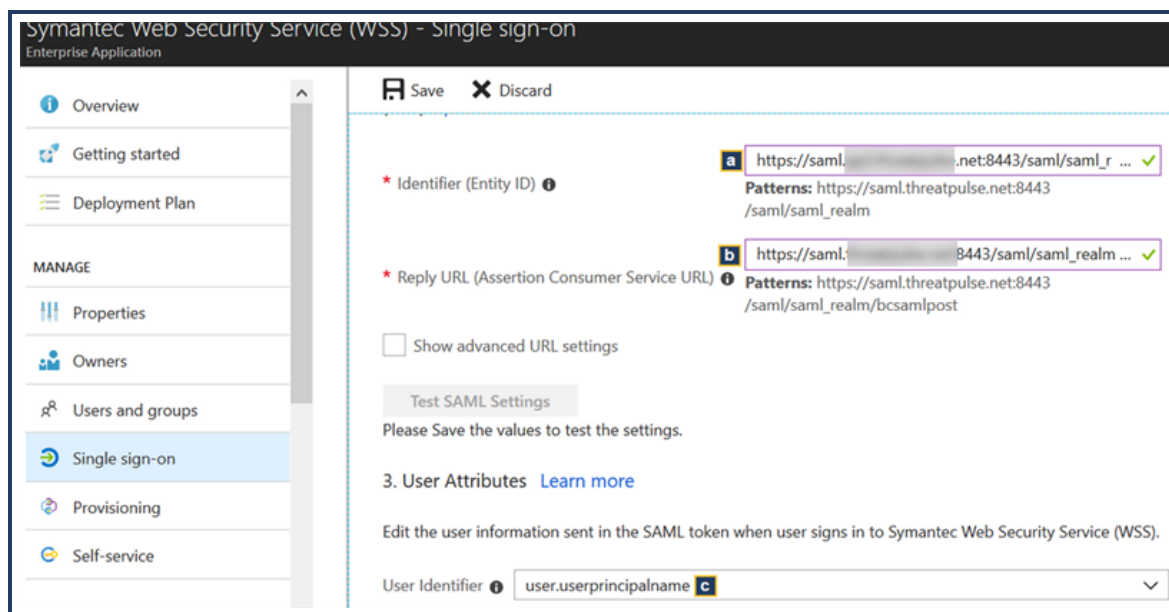 Symantec Web Security Service (WSS) - Single sign-on
Enterprise Application
Overview
Getting started
Deployment Plan
MANAGE
Properties
Owners
Users and groups
Single sign-on
Provisioning
Self-service
Save Discard
a https://saml. .net:8443/saml/saml_r ...
* Identifier (Entity ID)
Patterns: https://saml.threatpulse.net:8443
/saml/saml_realm
b https://saml. 8443/saml/saml_realm ...
* Reply URL (Assertion Consumer Service URL)
Patterns: https://saml.threatpulse.net:8443
/saml/saml_realm/bcsamlpost
Show advanced URL settings
Test SAML Settings
Please Save the values to test the settings.
3. User Attributes Learn more
Edit the user information sent in the SAML token when user signs in to Symantec Web Security Service (WSS).
User Identifier user.userprincipalname c